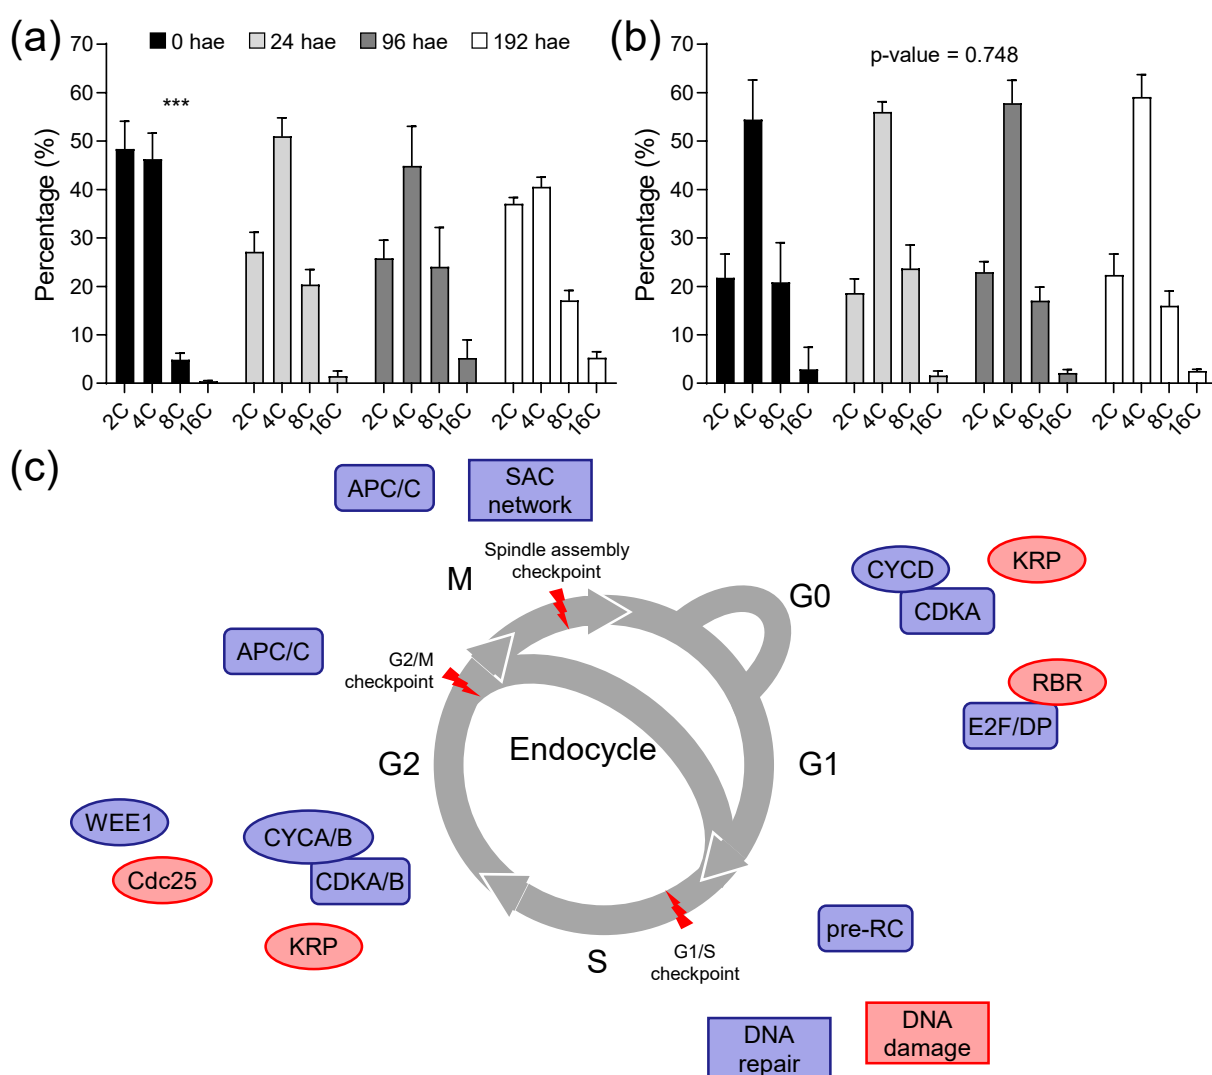 (a)
0 hae
24 hae
96 hae
192 hae
70
60
50
40
30
20
10
0
Percentage (%)
***
2C
4C
8C
16C
2C
4C
8C
16C
2C
4C
8C
16C
2C
4C
8C
16C
(b)
p-value = 0.748
70
60
50
40
30
20
10
0
Percentage (%)
2C
4C
8C
16C
2C
4C
8C
16C
2C
4C
8C
16C
2C
4C
8C
16C
(c)
APC/C
SAC
network
Spindle assembly
checkpoint
M
G0
CYCD
CDKA
KRP
APC/C
G2/M
checkpoint
RBR
E2F/DP
G2
Endocycle
G1
WEE1
Cdc25
CYCA/B
CDKA/B
KRP
S
G1/S
checkpoint
pre-RC
DNA
repair
DNA
damage